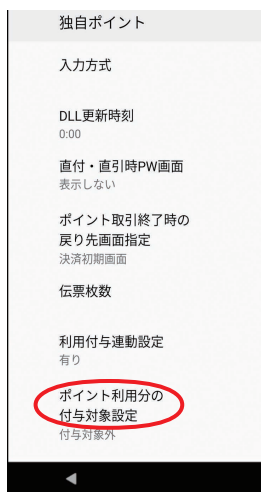 独自ポイント
入力方式
DLL更新時刻
0:00
直付・直引時PW画面
表示しない
ポイント取引終了時の
戻り先画面指定
決済初期画面
伝票枚数
利用付与連動設定
有り
ポイント利用分の
付与対象設定
付与対象外